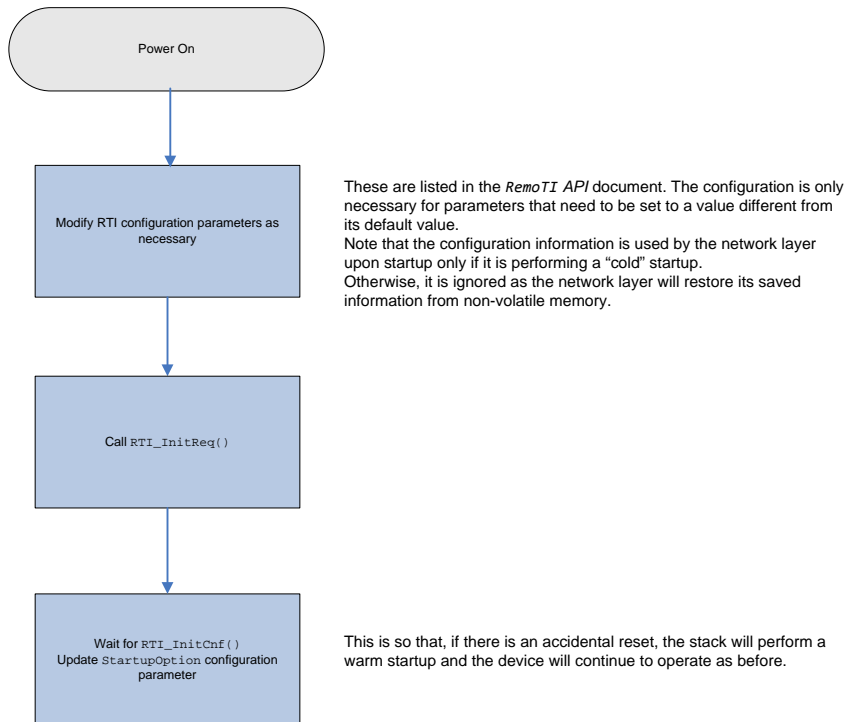 Power On
Modify RTI configuration parameters as
necessary
These are listed in the RemoTI API document. The configuration is only
necessary for parameters that need to be set to a value different from
its default value.
Note that the configuration information is used by the network layer
upon startup only if it is performing a “cold” startup.
Otherwise, it is ignored as the network layer will restore its saved
information from non-volatile memory.
Call RTI_InitReq()
Wait for RTI_InitCnf()
Update StartupOption configuration
parameter
This is so that, if there is an accidental reset, the stack will perform a
warm startup and the device will continue to operate as before.